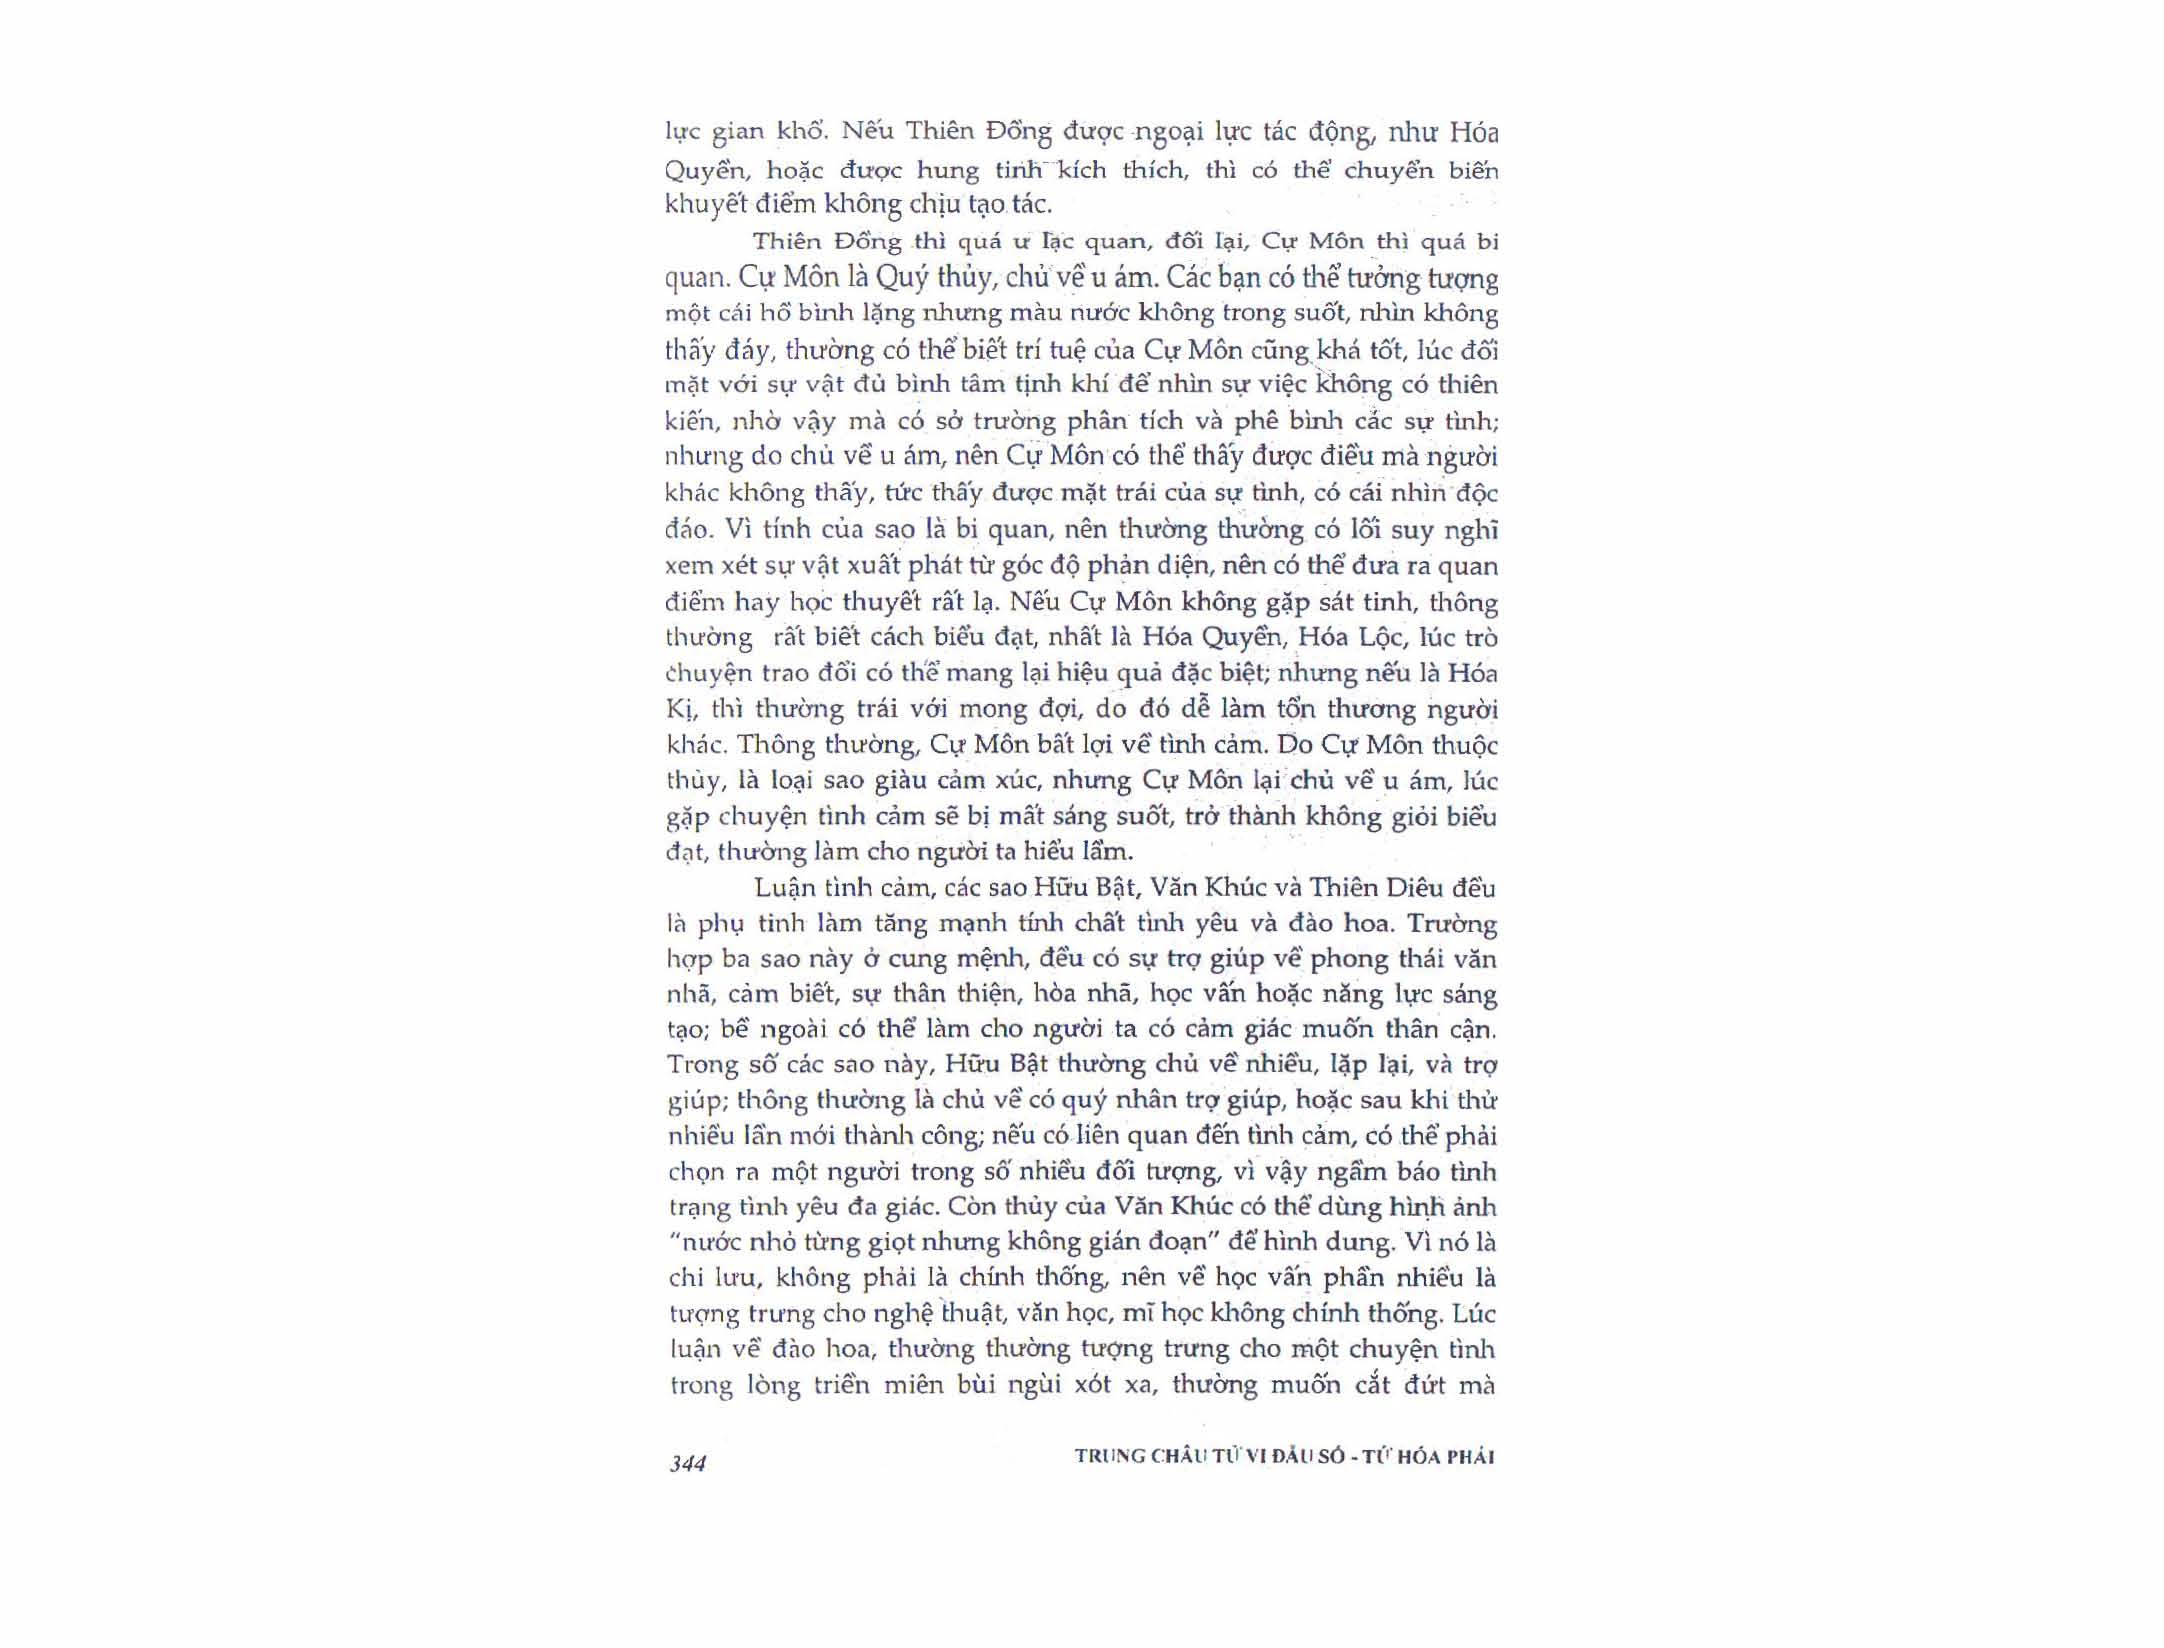 lực gian khổ. Nếu Thiên Đồng được ngoại lực tác động, như Hóa
Quyền, hoặc được hung tinh kích thích, thì có thể chuyển biến
khuyết điểm không chịu tạo tác.
Thiên Đồng thì quá ư lạc quan, đối lại, Cự Môn thì quá bi
quan. Cự Môn là Quý thủy, chủ về u ám. Các bạn có thể tưởng tượng
một cái hồ bình lặng nhưng màu nước không trong suốt, nhìn không
thấy đáy, thường có thể biết trí tuệ của Cự Môn cũng khá tốt, lúc đối
mặt với sự vật đủ bình tâm tịnh khí để nhìn sự việc không có thiên
kiến, nhờ vậy mà có sở trường phân tích và phê bình các sự tình;
nhưng do chủ về u ám, nên Cự Môn có thể thấy được điều mà người
khác không thấy, tức thấy được mặt trái của sự tình, có cái nhìn độc
đáo. Vì tính của sao là bi quan, nên thường thường có lối suy nghĩ
xem xét sự vật xuất phát từ góc độ phản diện, nên có thể đưa ra quan
điểm hay học thuyết rất lạ. Nếu Cự Môn không gặp sát tinh, thông
thường rất biết cách biểu đạt, nhất là Hóa Quyền, Hóa Lộc, lúc trò
chuyện trao đổi có thể mang lại hiệu quả đặc biệt; nhưng nếu là Hóa
Kị, thì thường trái với mong đợi, do đó dễ làm tổn thương người
khác. Thông thường, Cự Môn bất lợi về tình cảm. Do Cự Môn thuộc
thủy, là loại sao giàu cảm xúc, nhưng Cự Môn lại chủ về u ám, lúc
gặp chuyện tình cảm sẽ bị mất sáng suốt, trở thành không giỏi biểu
đạt, thường làm cho người ta hiểu lầm.
Luận tình cảm, các sao Hữu Bật, Văn Khúc và Thiên Diêu đều
là phụ tinh làm tăng mạnh tính chất tình yêu và đào hoa. Trường
hợp ba sao này ở cung mệnh, đều có sự trợ giúp về phong thái văn
nhã, cảm biết, sự thân thiện, hòa nhã, học vấn hoặc năng lực sáng
tạo; bề ngoài có thể làm cho người ta có cảm giác muốn thân cận.
Trong số các sao này, Hữu Bật thường chủ về nhiều, lặp lại, và trợ
giúp; thông thường là chủ về có quý nhân trợ giúp, hoặc sau khi thử
nhiều lần mới thành công; nếu có liên quan đến tình cảm, có thể phải
chọn ra một người trong số nhiều đối tượng, vì vậy ngầm báo tình
trạng tình yêu đa giác. Còn thủy của Văn Khúc có thể dùng hình ảnh
"nước nhỏ từng giọt nhưng không gián đoạn" để hình dung. Vì nó là
chi lưu, không phải là chính thống, nên về học vấn phần nhiều là
tượng trưng cho nghệ thuật, văn học, mĩ học không chính thống. Lúc
luận về đào hoa, thường thường tượng trưng cho một chuyện tình
trong lòng triền miên bùi ngùi xót xa, thường muốn cắt đứt mà
344
TRUNG CHÂU TỬ VI ĐẨU SỐ - TỨ HÓA PHÁI